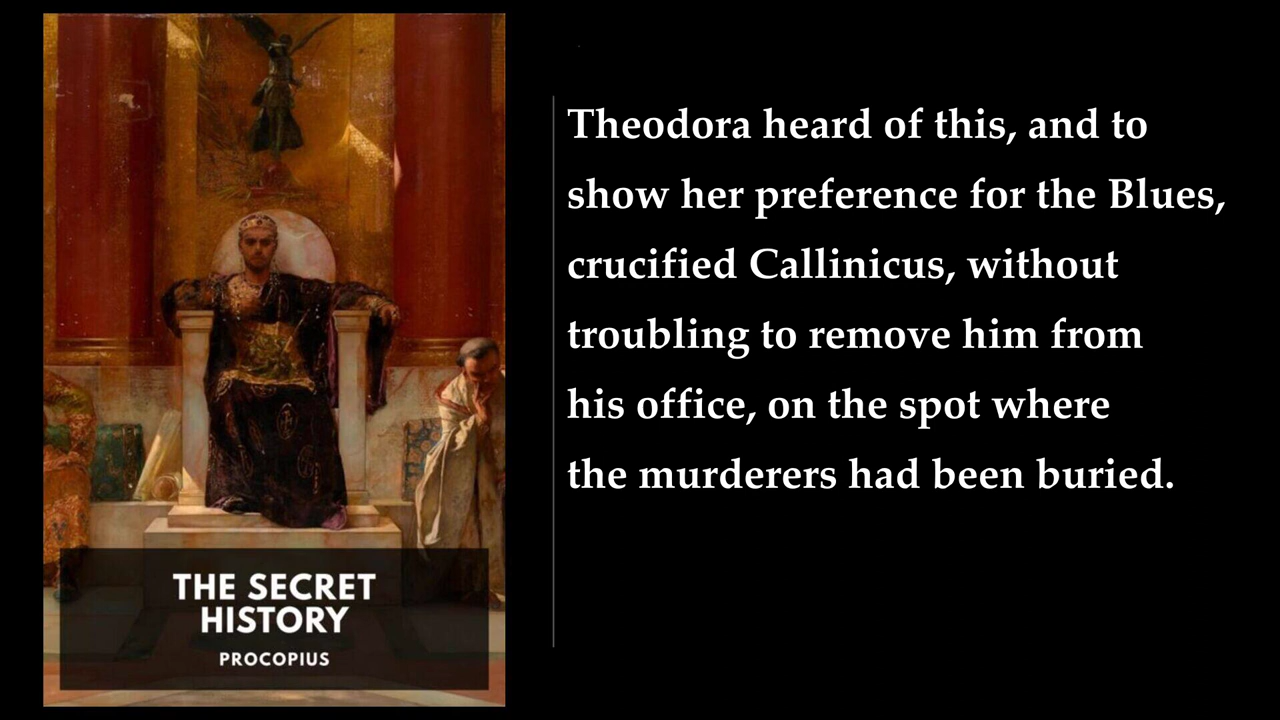 THE SECRET
HISTORY
PROCOPIUS
Theodora heard of this, and to
show her preference for the Blues,
crucified Callinicus, without
troubling to remove him from
his office, on the spot where
the murderers had been buried.